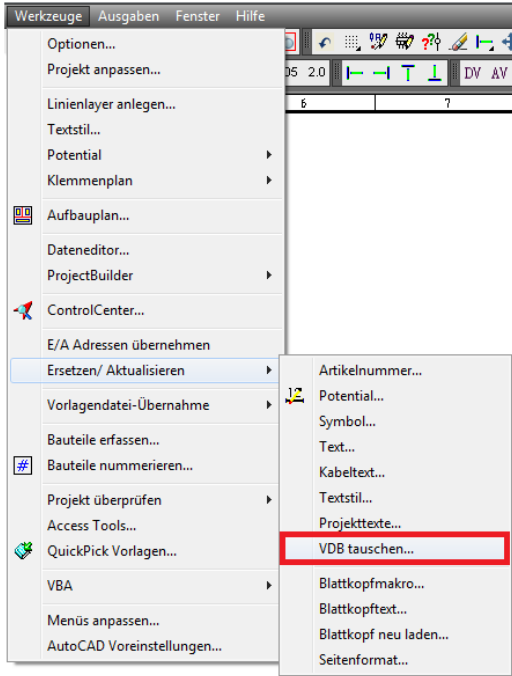 Werkzeuge Ausgaben Fenster Hilfe
Optionen...
Projekt anpassen...
05 2.0 DV AV
6 7
Linienlayer anlegen...
Textstil...
Potential
Klemmenplan
Aufbauplan...
Dateneditor...
ProjectBuilder
ControlCenter...
E/A Adressen übernehmen
Ersetzen/ Aktualisieren
Vorlagendatei-Übernahme
Bauteile erfassen...
# Bauteile nummerieren...
Projekt überprüfen
Access Tools...
QuickPick Vorlagen...
VBA
Menüs anpassen...
AutoCAD Voreinstellungen...
Artikelnummer...
Potential...
Symbol...
Text...
Kabeltext...
Textstil...
Projekttexte...
VDB tauschen...
Blattkopfmakro...
Blattkopftext...
Blattkopf neu laden...
Seitenformat...